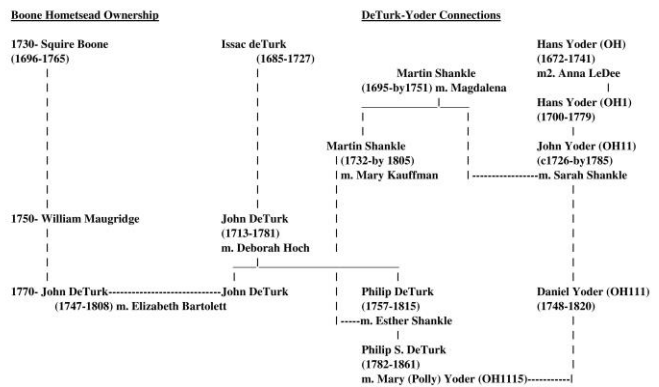 Boone Hometsead Ownership
DeTurk-Yoder Connections
1730- Squire Boone
Issac deTurk
Hans Yoder (OH)
(1696-1765)
(1685-1727)
(1672-1741)
Martin Shankle
m2. Anna LeDee
(1695-by1751) m. Magdalena
Hans Yoder (OH1)
(1700-1779)
Martin Shankle
John Yoder (OH11)
(1732-by 1805)
(c1726-by1785)
m. Mary Kauffman
m. Sarah Shankle
1750- William Maugridge
John DeTurk
(1713-1781)
m. Deborah Hoch
1770- John DeTurk
John DeTurk
Philip DeTurk
Daniel Yoder (OH111)
(1747-1808) m. Elizabeth Bartolett
(1757-1815)
(1748-1820)
m. Esther Shankle
Philip S. DeTurk
(1782-1861)
m. Mary (Polly) Yoder (OH1115)